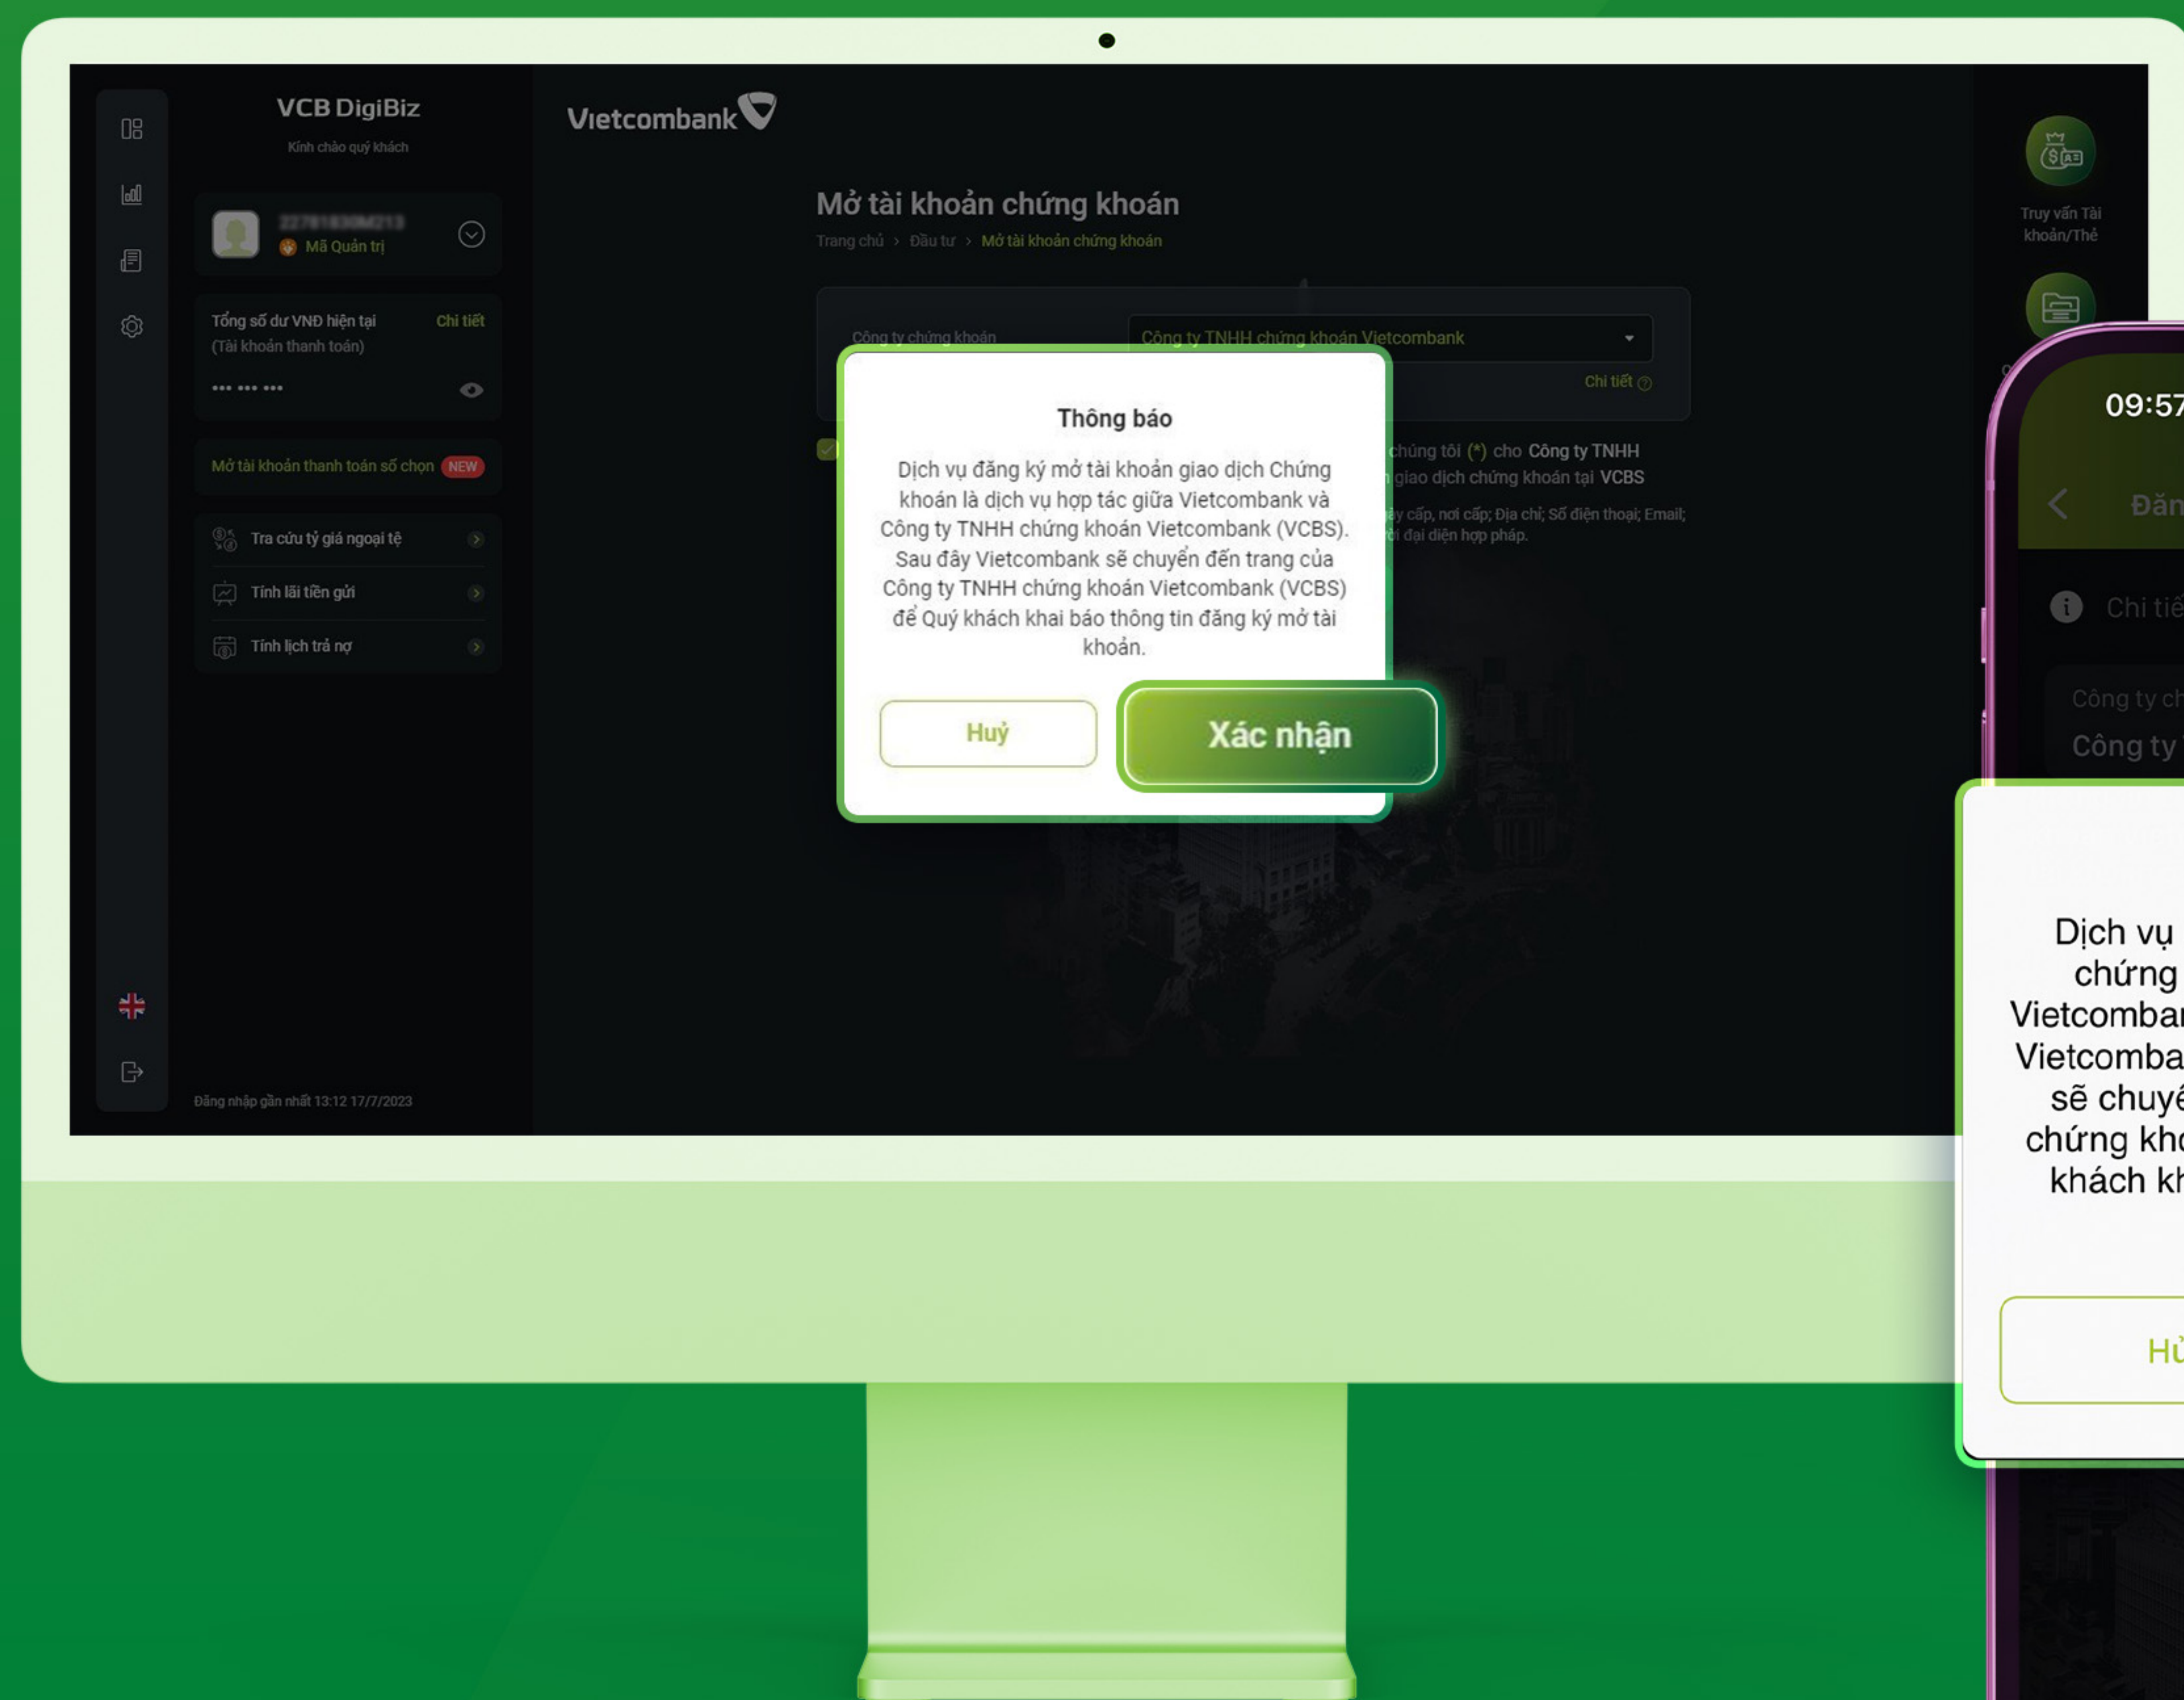 VCB DigiBiz
Kính chào quý khách
Mã Quản trị
Tổng số dư VNĐ hiện tại
Chi tiết
(Tài khoản thanh toán)
Mở tài khoản thanh toán số chọn NEW
Tra cứu tỷ giá ngoại tệ
Tính lãi tiền gửi
Tính lịch trả nợ
Đăng nhập gần nhất 13:12 17/7/2023
Vietcombank
Mở tài khoản chứng khoán
Trang chủ > Đầu tư > Mở tài khoản chứng khoán
Công ty chứng khoán
Công ty TNHH chứng khoán Vietcombank
Chi tiết
chúng tôi (*) cho Công ty TNHH
giao dịch chứng khoán tại VCBS
cấp, nơi cấp; Địa chỉ; Số điện thoại; Email;
đại diện hợp pháp.
Thông báo
Dịch vụ đăng ký mở tài khoản giao dịch Chứng
khoán là dịch vụ hợp tác giữa Vietcombank và
Công ty TNHH chứng khoán Vietcombank (VCBS).
Sau đây Vietcombank sẽ chuyển đến trang của
Công ty TNHH chứng khoán Vietcombank (VCBS)
để Quý khách khai báo thông tin đăng ký mở tài
khoản.
Huỷ
Xác nhận
Truy vấn Tài
khoản/Thẻ
09:57
Chi
Công ty
Công ty
Dịch vụ
chứng
sẽ
chứng
khách